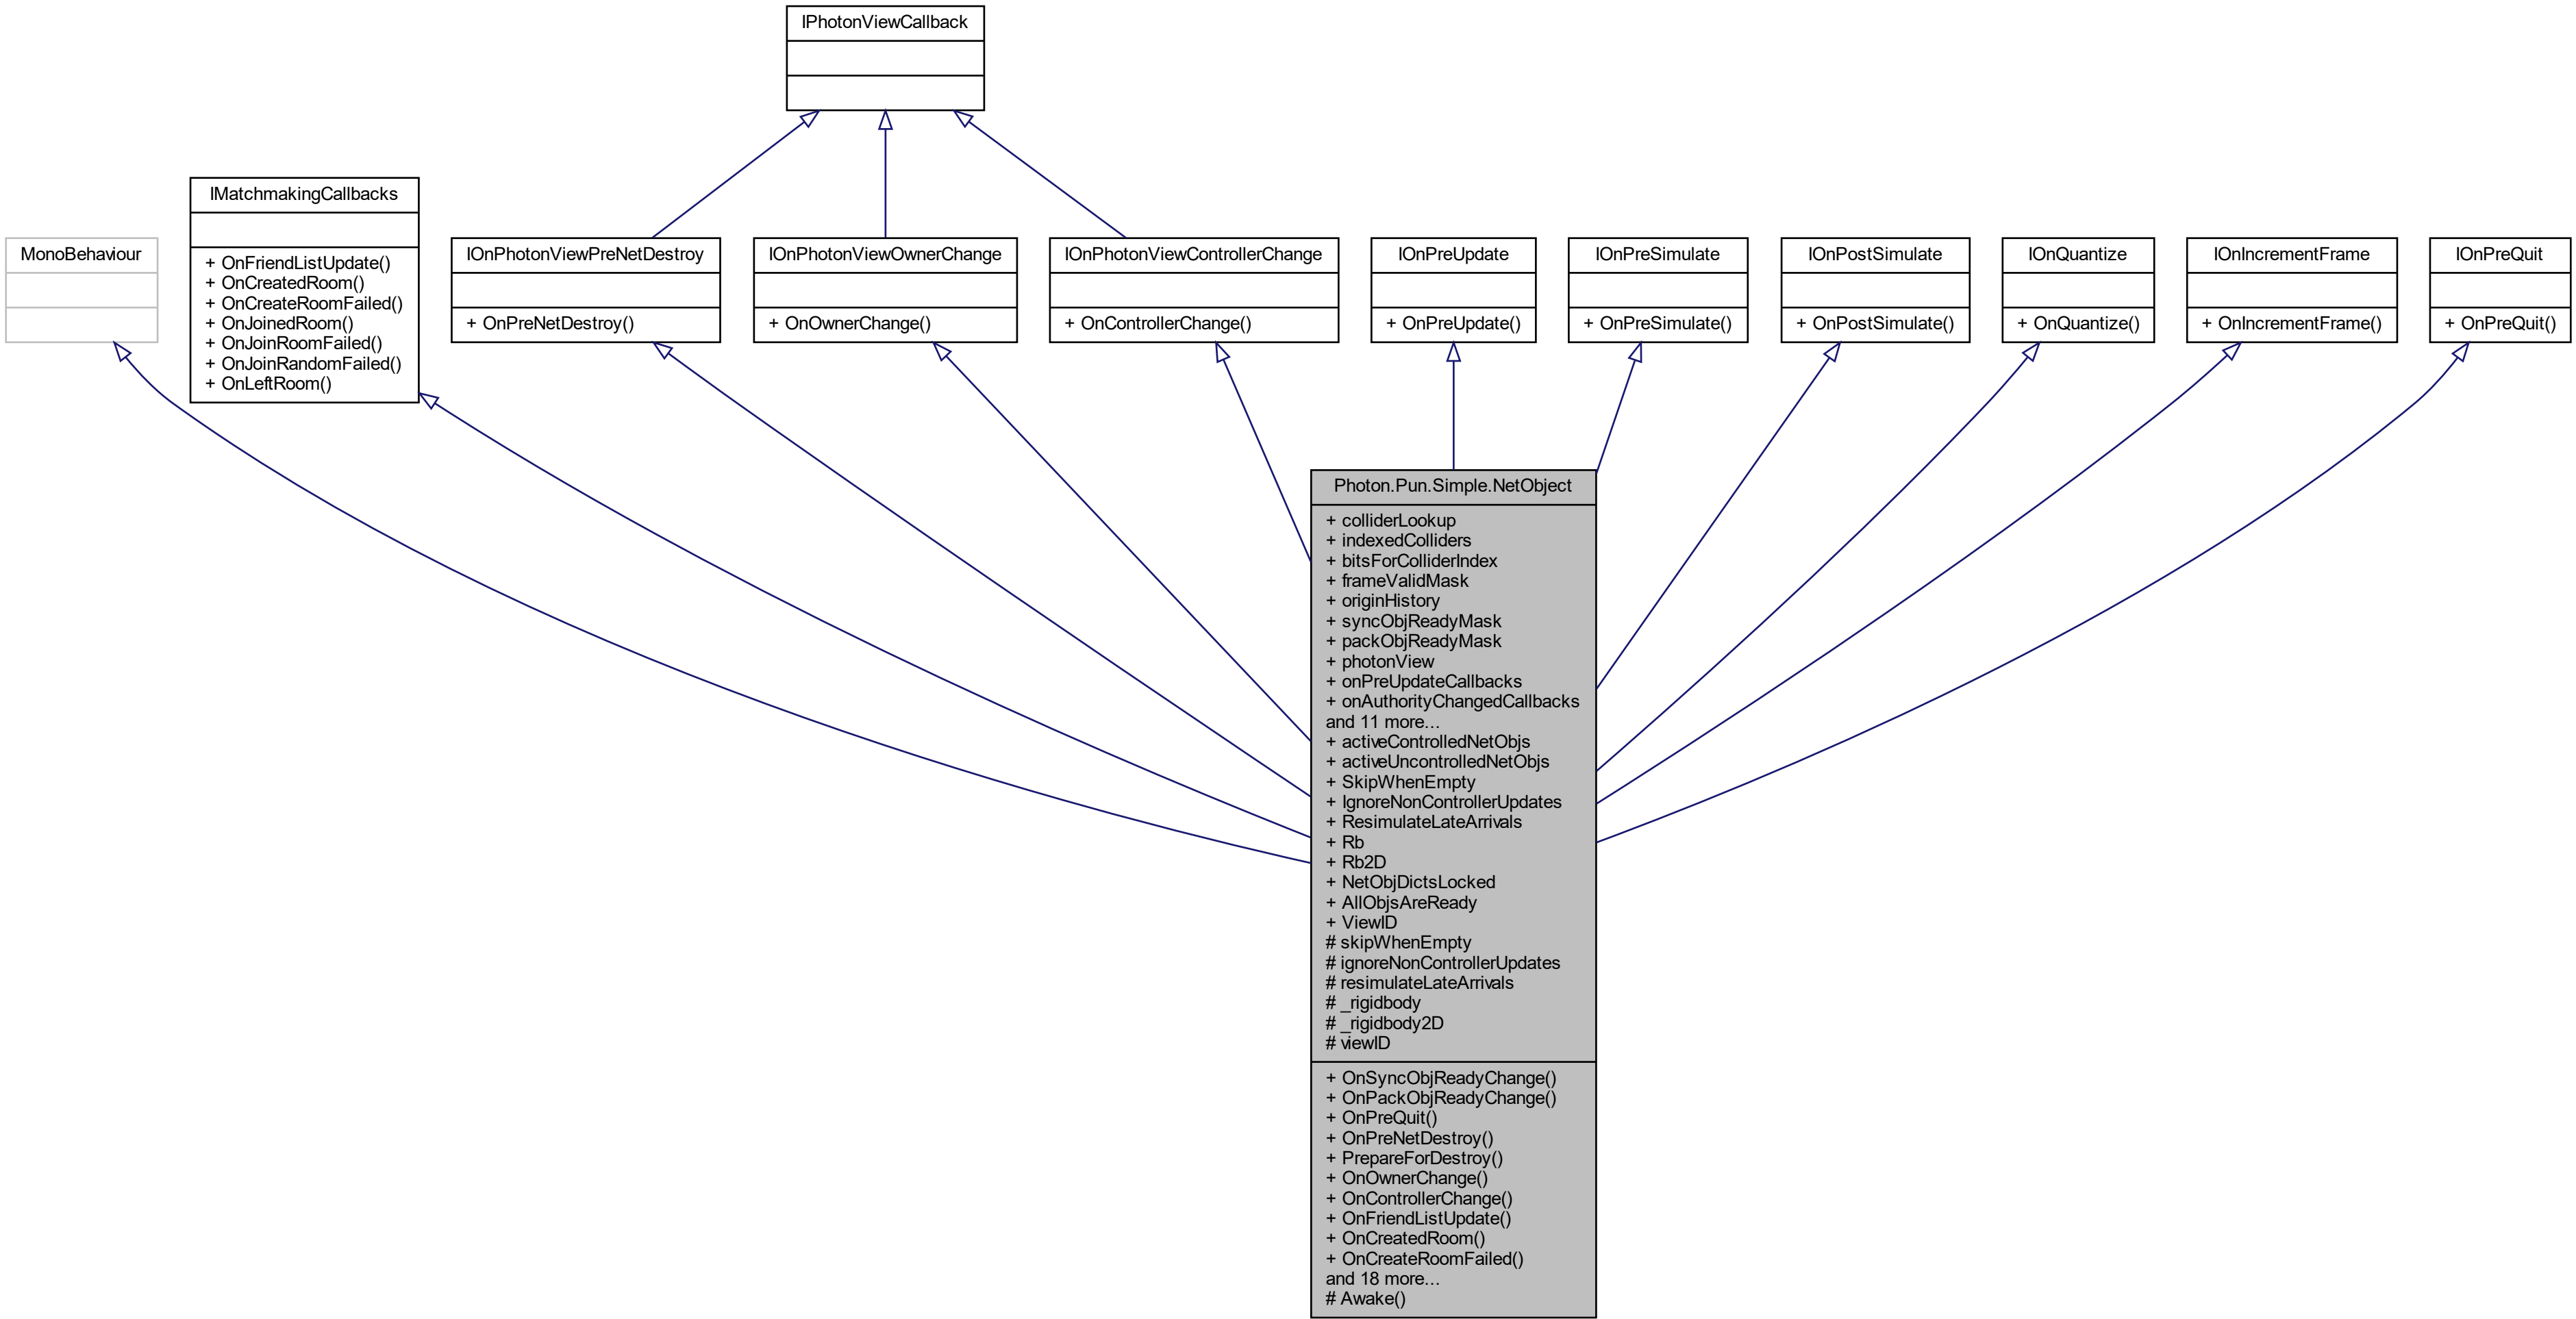 IPhotonViewCallback
IMatchmakingCallbacks
+ OnFriendListUpdate()
+ OnCreatedRoom()
+ OnCreateRoomFailed()
+ OnJoinedRoom()
+ OnJoinRoomFailed()
+ OnJoinRandomFailed()
+ OnLeftRoom()
MonoBehaviour
IOnPhotonViewPreNetDestroy
+ OnPreNetDestroy()
IOnPhotonViewOwnerChange
+ OnOwnerChange()
IOnPhotonViewControllerChange
+ OnControllerChange()
IOnPreUpdate
+ OnPreUpdate()
IOnPreSimulate
+ OnPreSimulate()
IOnPostSimulate
+ OnPostSimulate()
IOnQuantize
+ OnQuantize()
IOnIncrementFrame
+ OnIncrementFrame()
IOnPreQuit
+ OnPreQuit()
Photon.Pun.Simple.NetObject
+ colliderLookup
+ indexedColliders
+ bitsForColliderIndex
+ frameValidMask
+ originHistory
+ syncObjReadyMask
+ packObjReadyMask
+ photonView
+ onPreUpdateCallbacks
+ onAuthorityChangedCallbacks
and 11 more...
+ activeControlledNetObjs
+ activeUncontrolledNetObjs
+ SkipWhenEmpty
+ IgnoreNonControllerUpdates
+ ResimulateLateArrivals
+ Rb
+ Rb2D
+ NetObjDictsLocked
+ AllObjsAreReady
+ ViewID
# skipWhenEmpty
# ignoreNonControllerUpdates
# resimulateLateArrivals
# _rigidbody
# _rigidbody2D
# viewID
+ OnSyncObjReadyChange()
+ OnPackObjReadyChange()
+ OnPreQuit()
+ OnPreNetDestroy()
+ PrepareForDestroy()
+ OnOwnerChange()
+ OnControllerChange()
+ OnFriendListUpdate()
+ OnCreatedRoom()
+ OnCreateRoomFailed()
and 18 more...
# Awake()